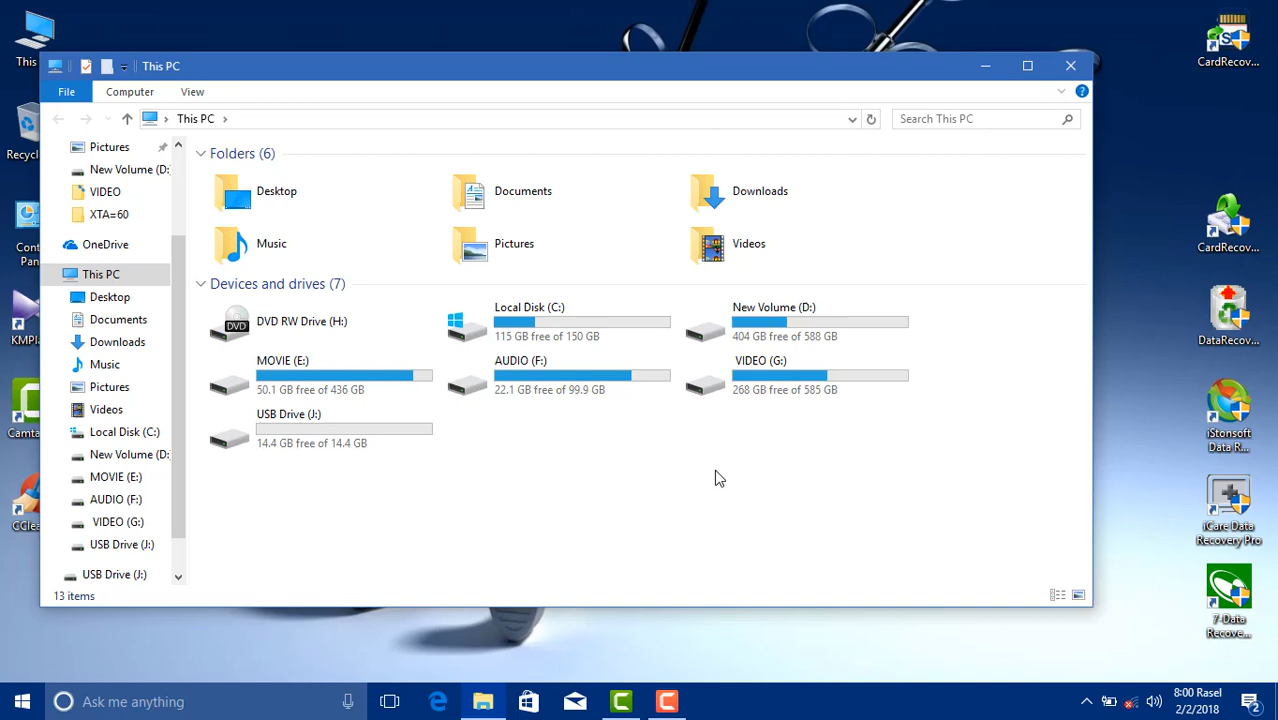 This
CardRecov...
This PC
File
Computer
View
This PC
Search This PC
Recycl
Pictures
New Volume (D:
VIDEO
XTA=60
OneDrive
This PC
Desktop
Documents
Downloads
Music
Pictures
Videos
Local Disk (C:)
New Volume (D:
MOVIE (E:)
AUDIO (F:)
VIDEO (G:)
USB Drive (J:)
USB Drive (J:)
Folders (6)
Desktop
Documents
Downloads
Music
Pictures
Videos
Devices and drives (7)
DVD
DVD RW Drive (H:)
Local Disk (C:)
115 GB free of 150 GB
New Volume (D:)
404 GB free of 588 GB
MOVIE (E:)
50.1 GB free of 436 GB
AUDIO (F:)
22.1 GB free of 99.9 GB
VIDEO (G:)
268 GB free of 585 GB
USB Drive (J:)
14.4 GB free of 14.4 GB
13 items
Cont
Pan
KMPla
Camta
CCle
CardRecov...
DataRecov...
iStonsoft
Data R...
iCare Data
Recovery Pro
7-Data
Recove...
Ask me anything
8:00 Rasel
2/2/2018
2